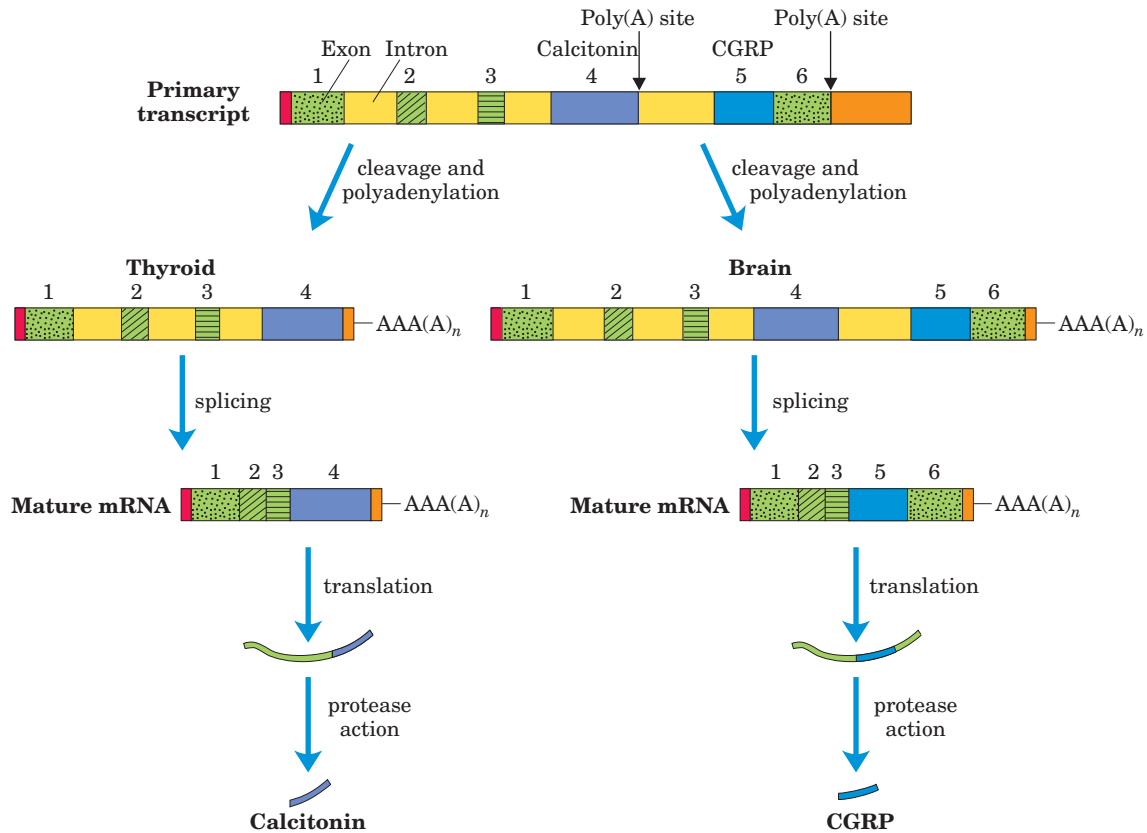 Poly(A) site Poly(A) site
Exon Intron Calcitonin CGRP
1 2 3 4 5 6
Primary
transcript
cleavage and
polyadenylation
cleavage and
polyadenylation
Thyroid
1 2 3 4
AAA(A)n
Brain
1 2 3 4 5 6
AAA(A)n
splicing
splicing
1 2 3 4
Mature mRNA AAA(A)n
1 2 3 5 6
Mature mRNA AAA(A)n
translation
translation
protease
action
protease
action
Calcitonin
CGRP